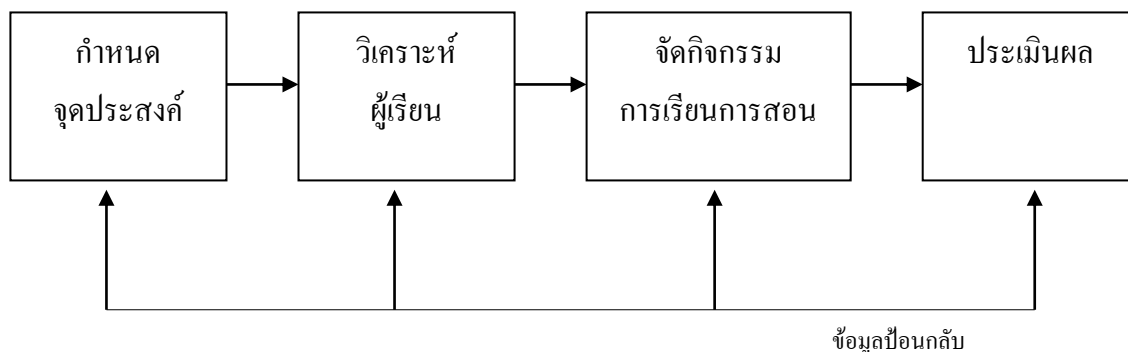 กำหนด
จุดประสงค์
วิเคราะห์
ผู้เรียน
จัดกิจกรรม
การเรียนการสอน
ประเมินผล
ข้อมูลป้อนกลับ